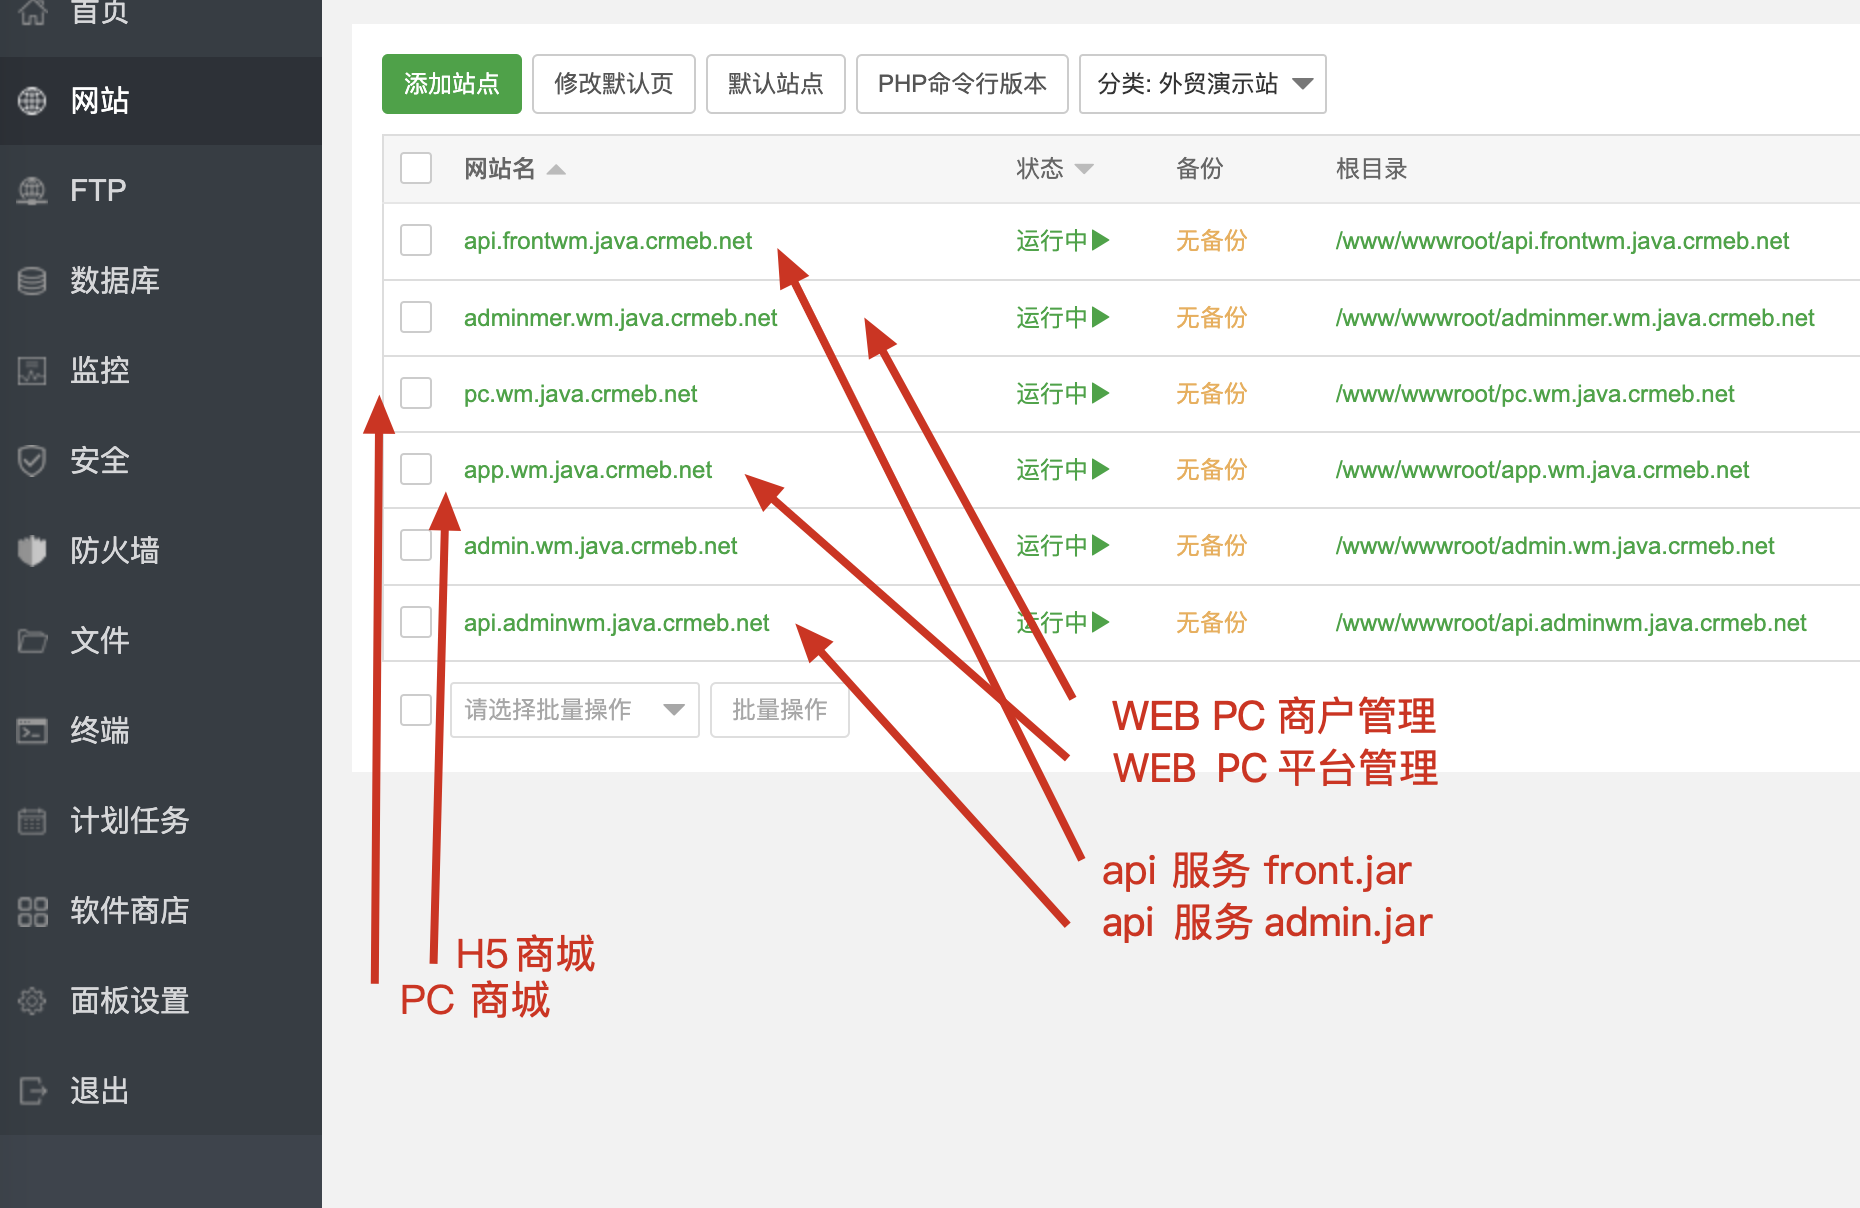 首页
网站
FTP
数据库
监控
安全
防火墙
文件
终端
计划任务
软件商店
面板设置
退出
添加站点 修改默认页 默认站点 PHP命令行版本 分类: 外贸演示站
网站名 状态 备份 根目录
api.frontwm.java.crmeb.net 运行中 无备份 /www/wwwroot/api.frontwm.java.crmeb.net
adminmer.wm.java.crmeb.net 运行中 无备份 /www/wwwroot/adminmer.wm.java.crmeb.net
pc.wm.java.crmeb.net 运行中 无备份 /www/wwwroot/pc.wm.java.crmeb.net
app.wm.java.crmeb.net 运行中 无备份 /www/wwwroot/app.wm.java.crmeb.net
admin.wm.java.crmeb.net 运行中 无备份 /www/wwwroot/admin.wm.java.crmeb.net
api.adminwm.java.crmeb.net 运行中 无备份 /www/wwwroot/api.adminwm.java.crmeb.net
请选择批量操作 批量操作
WEB PC 商户管理
WEB PC 平台管理
api 服务 front.jar
api 服务 admin.jar
H5 商城
PC 商城